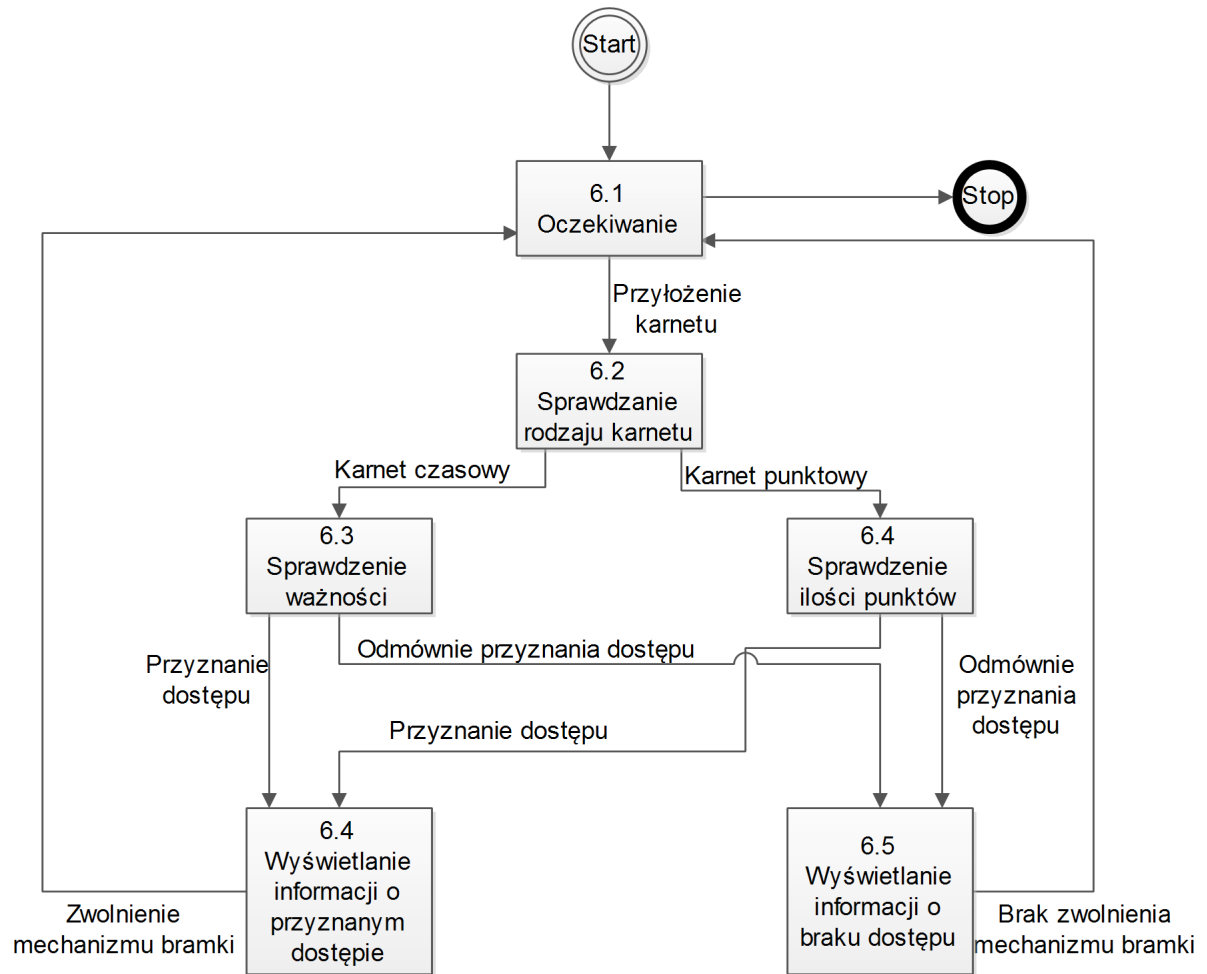 Start
6.1
Oczekiwanie
Stop
Przyłożenie
karnetu
6.2
Sprawdzanie
rodzaju karnetu
Karnet czasowy
Karnet punktowy
6.3
Sprawdzenie
ważności
6.4
Sprawdzenie
ilości punktów
Przyznanie
dostępu
Odmównie przyznania dostępu
Odmównie
przyznania
dostępu
Przyznanie dostępu
6.4
Wyświetlanie
informacji o
przyznanym
dostępie
6.5
Wyświetlanie
informacji o
braku dostępu
Zwolnienie
mechanizmu bramki
Brak zwolnienia
mechanizmu bramki